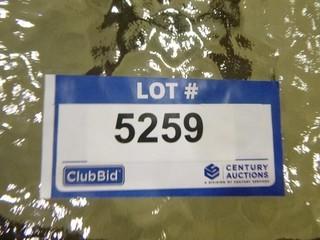 LOT #
5259
ClubBid
CENTURY
AUCTIONS
A DIVISION OF CENTURY SERVICES